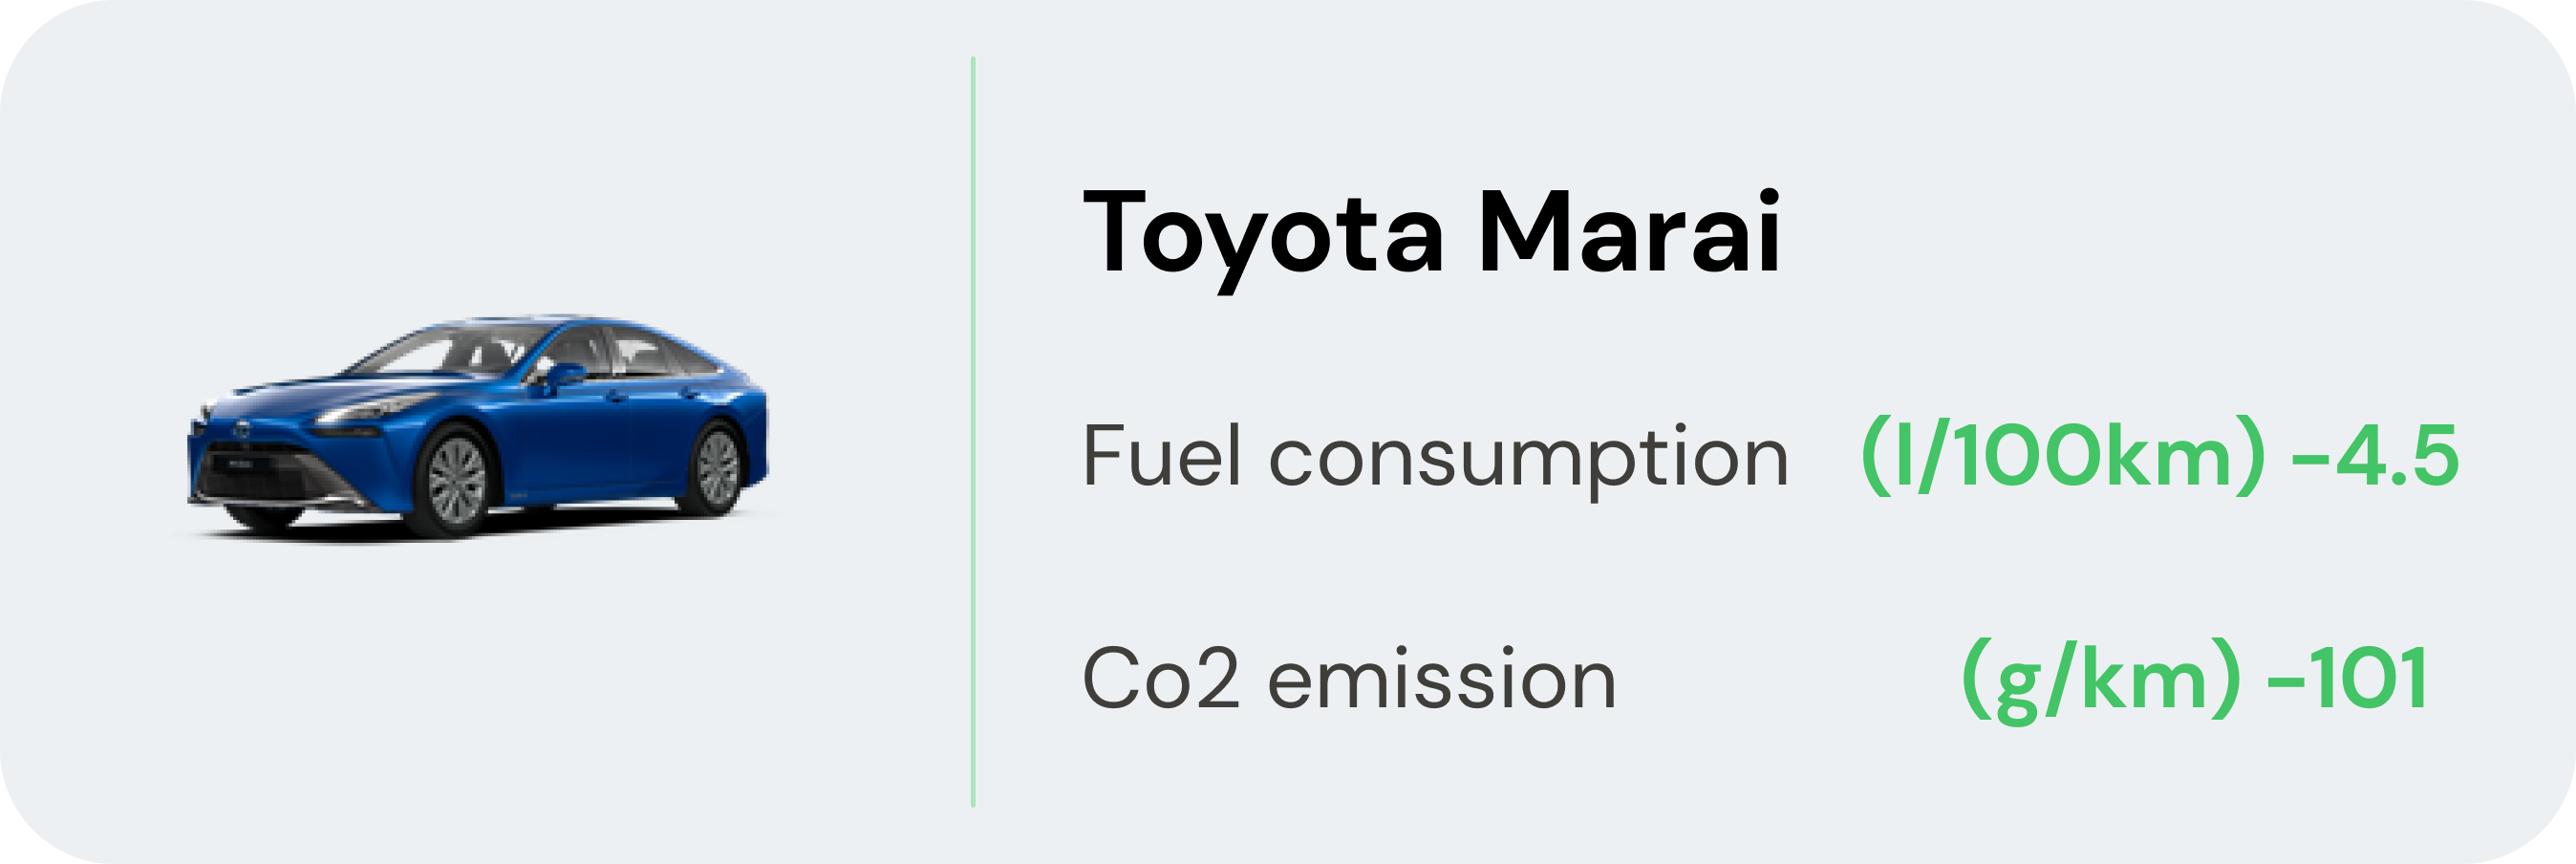 Toyota Marai
Fuel consumption (l/100km) -4.5
Co2 emission (g/km) -101